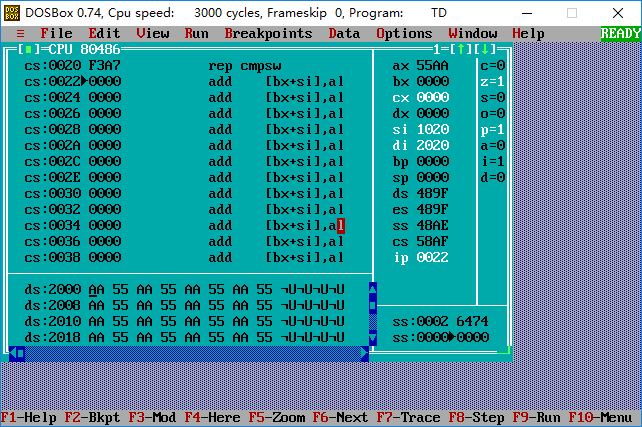 DOSBox 0.74, Cpu speed: 3000 cycles, Frameskip 0, Program: TD
≡ File Edit View Run Breakpoints Data Options Window Help READY
[■]=CPU 80486 1=[↑][↓]
cs:0020 F3A7 rep cmpsw ax 55AA c=0
cs:0022►0000 add [bx+si],al bx 0000 z=1
cs:0024 0000 add [bx+si],al cx 0000 s=0
cs:0026 0000 add [bx+si],al dx 0000 o=0
cs:0028 0000 add [bx+si],al si 1020 p=1
cs:002A 0000 add [bx+si],al di 2020 a=0
cs:002C 0000 add [bx+si],al bp 0000 i=1
cs:002E 0000 add [bx+si],al sp 0000 d=0
cs:0030 0000 add [bx+si],al ds 489F
cs:0032 0000 add [bx+si],al es 489F
cs:0034 0000 add [bx+si],al ss 48AE
cs:0036 0000 add [bx+si],al cs 58AF
cs:0038 0000 add [bx+si],al ip 0022
ds:2000 AA 55 AA 55 AA 55 AA 55 ¬U¬U¬U¬U
ds:2008 AA 55 AA 55 AA 55 AA 55 ¬U¬U¬U¬U
ds:2010 AA 55 AA 55 AA 55 AA 55 ¬U¬U¬U¬U ss:0002 6474
ds:2018 AA 55 AA 55 AA 55 AA 55 ¬U¬U¬U¬U ss:0000►0000
F1-Help F2-Bkpt F3-Mod F4-Here F5-Zoom F6-Next F7-Trace F8-Step F9-Run F10-Menu